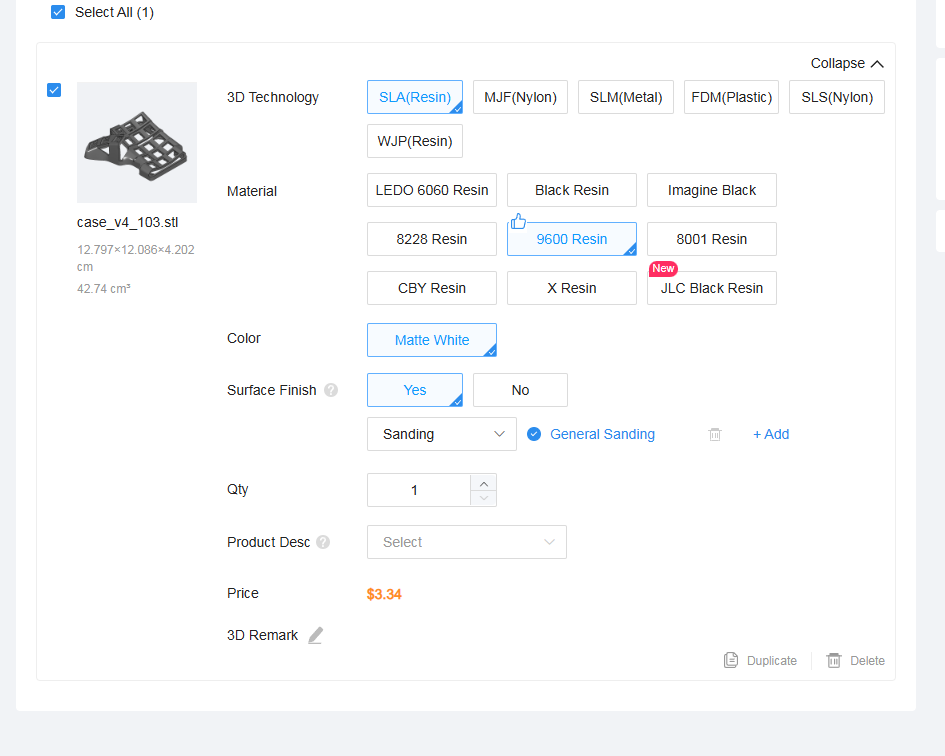 Select All (1)
Collapse
3D Technology
SLA(Resin)
MJF(Nylon)
SLM(Metal)
FDM(Plastic)
SLS(Nylon)
WJP(Resin)
case_v4_103.stl
12.797×12.086×4.202
cm
42.74 cm³
Material
LEDO 6060 Resin
Black Resin
Imagine Black
8228 Resin
9600 Resin
8001 Resin
New
CBY Resin
X Resin
JLC Black Resin
Color
Matte White
Surface Finish ?
Yes
No
Sanding
General Sanding
+ Add
Qty
1
Product Desc ?
Select
Price
$3.34
3D Remark
Duplicate
Delete